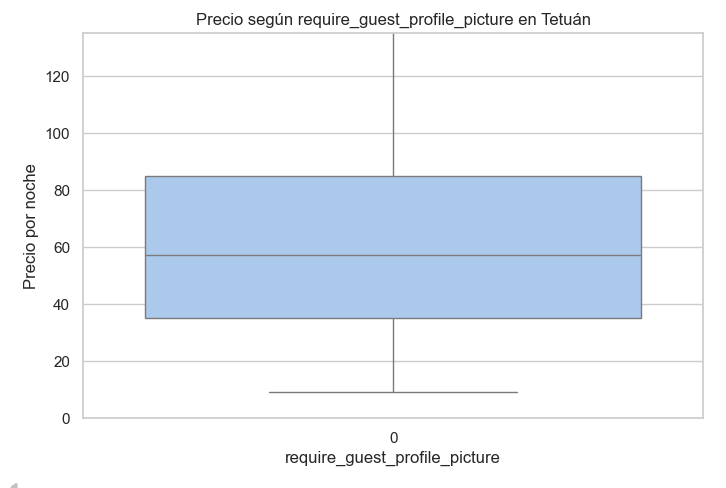 Precio según require_guest_profile_picture en Tetuán
Precio por noche
120
100
80
60
40
20
0
0
require_guest_profile_picture